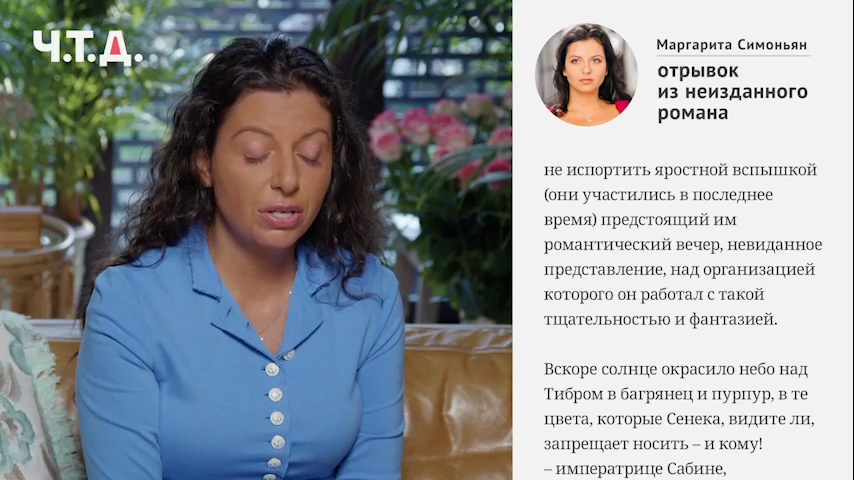 Ч.Т.Д.
Маргарита Симоньян
отрывок
из неизданного
романа
не испортить яростной вспышкой
(они участились в последнее
время) предстоящий им
романтический вечер, невиданное
представление, над организацией
которого он работал с такой
тщательностью и фантазией.
Вскоре солнце окрасило небо над
Тибром в багрянец и пурпур, в те
цвета, которые Сенека, видите ли,
запрещает носить – и кому!
– императрице Сабине,